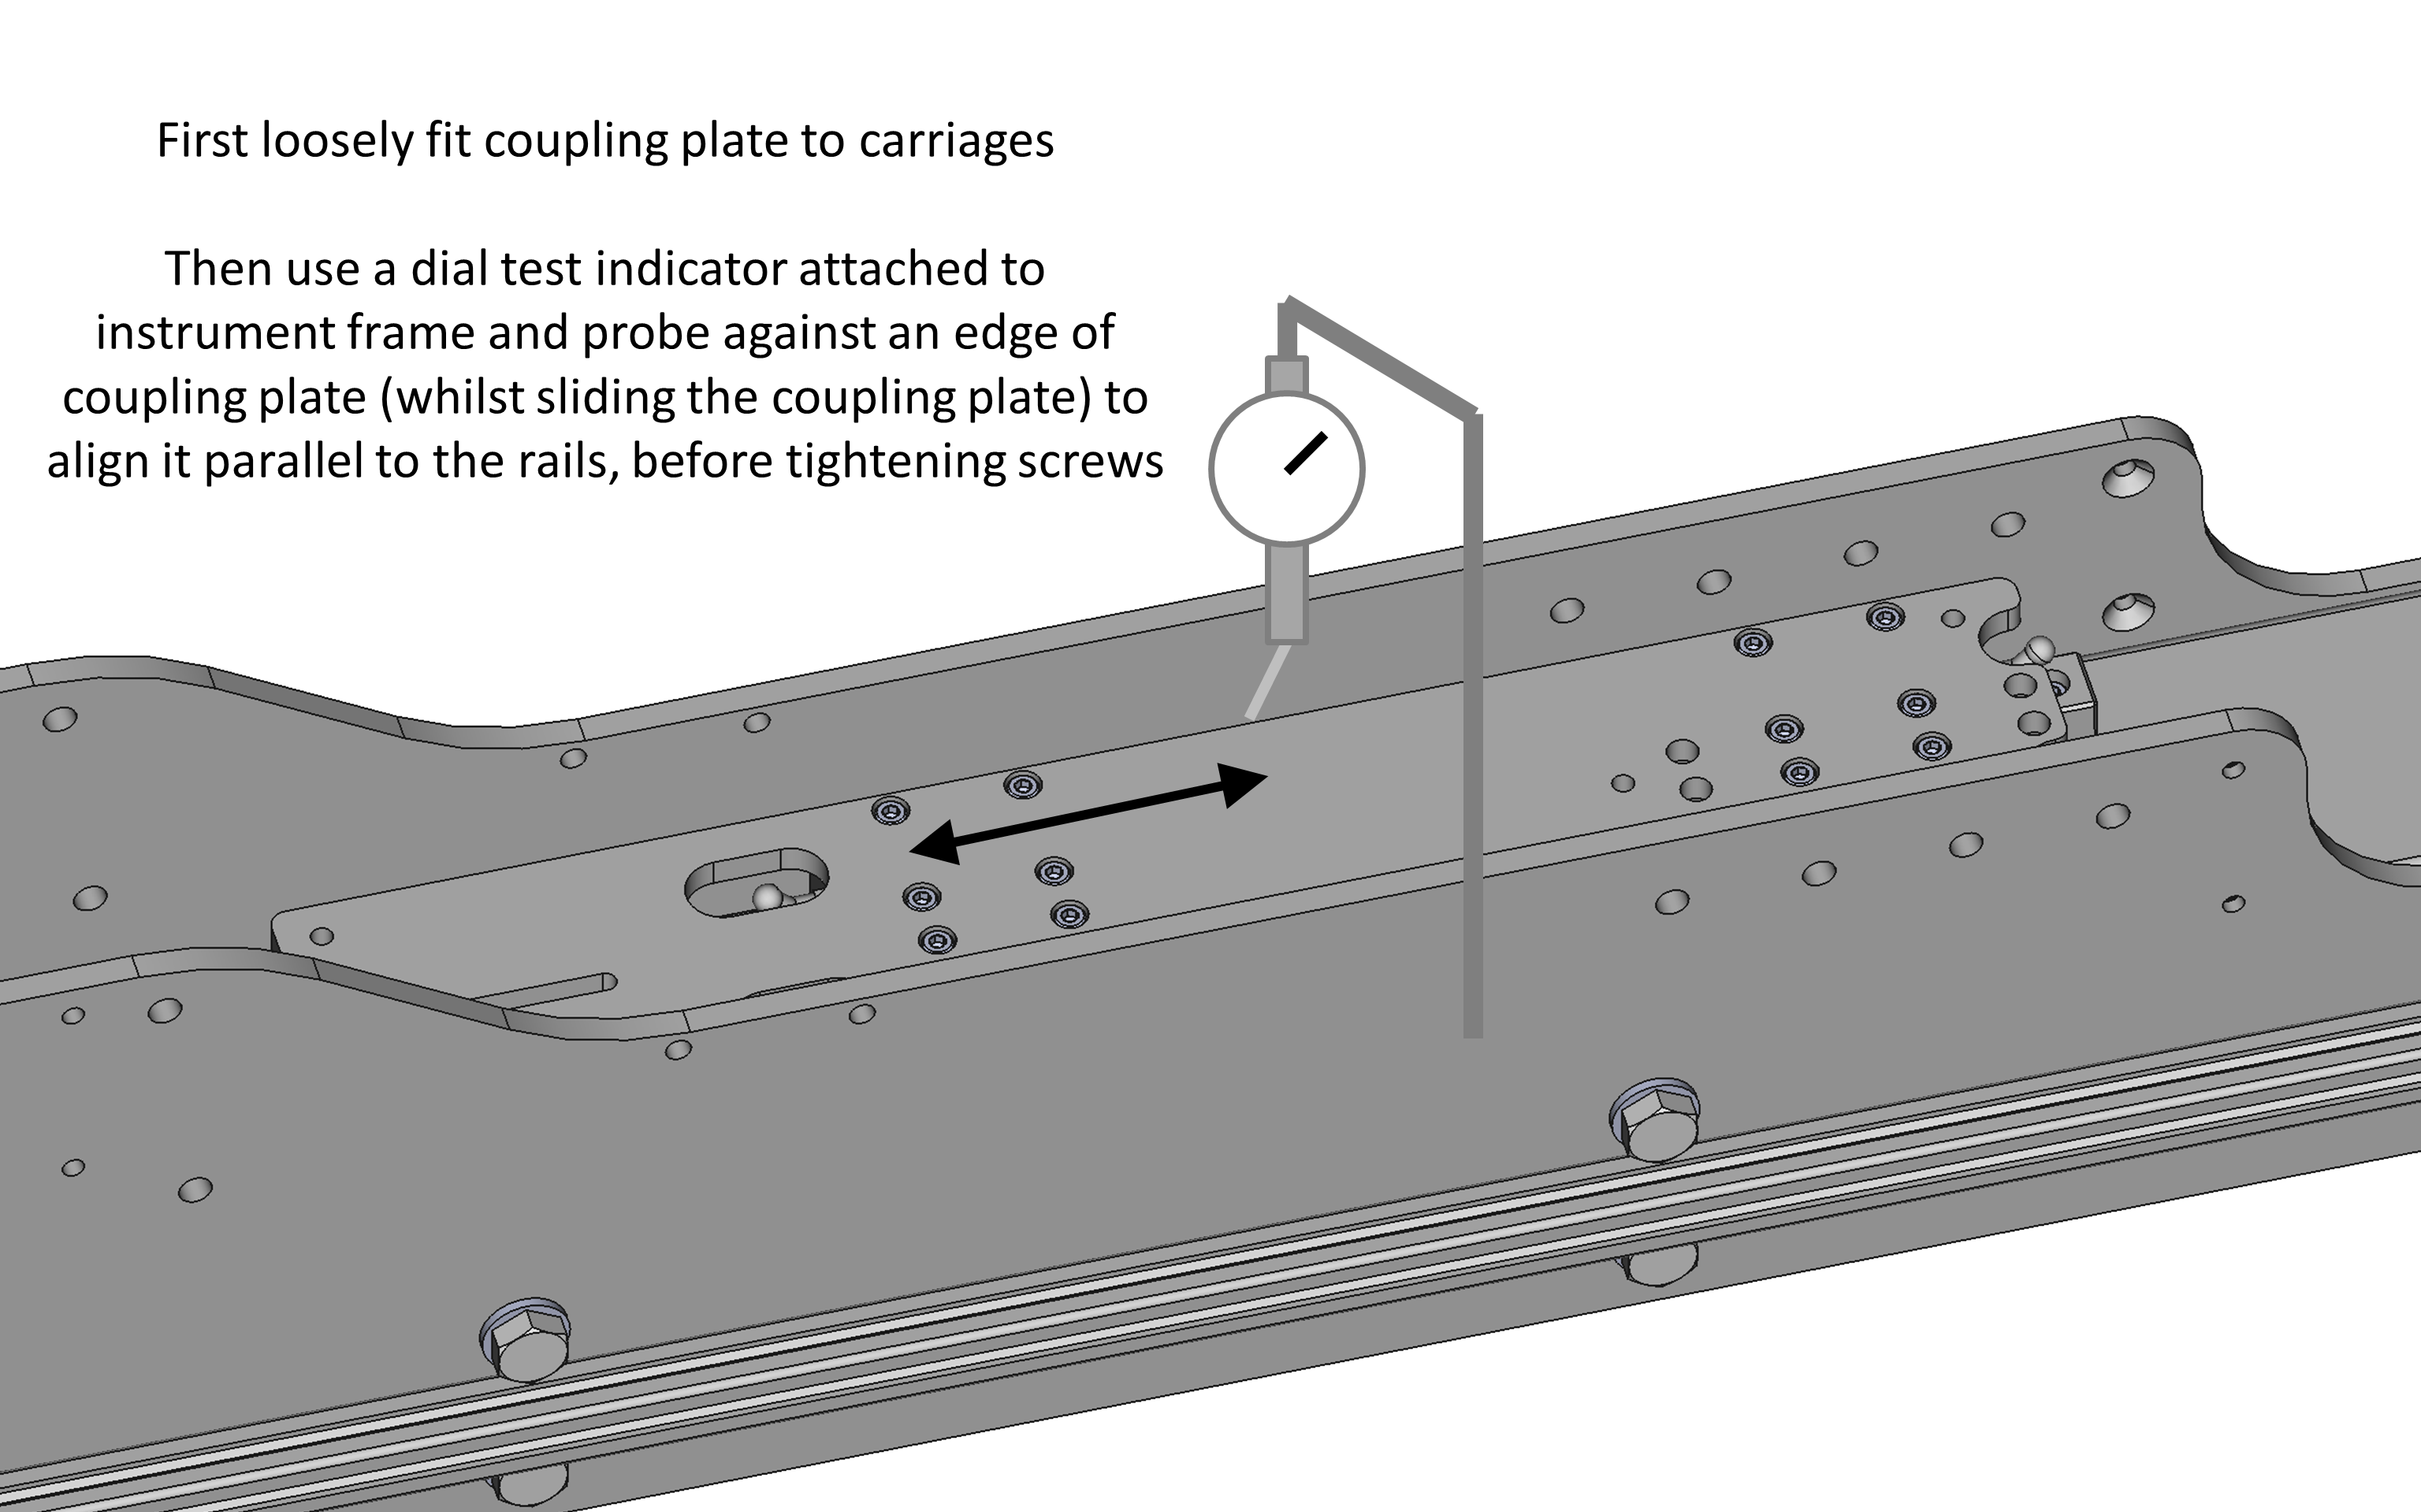 First loosely fit coupling plate to carriages
Then use a dial test indicator attached to
instrument frame and probe against an edge of
coupling plate (whilst sliding the coupling plate) to
align it parallel to the rails, before tightening screws